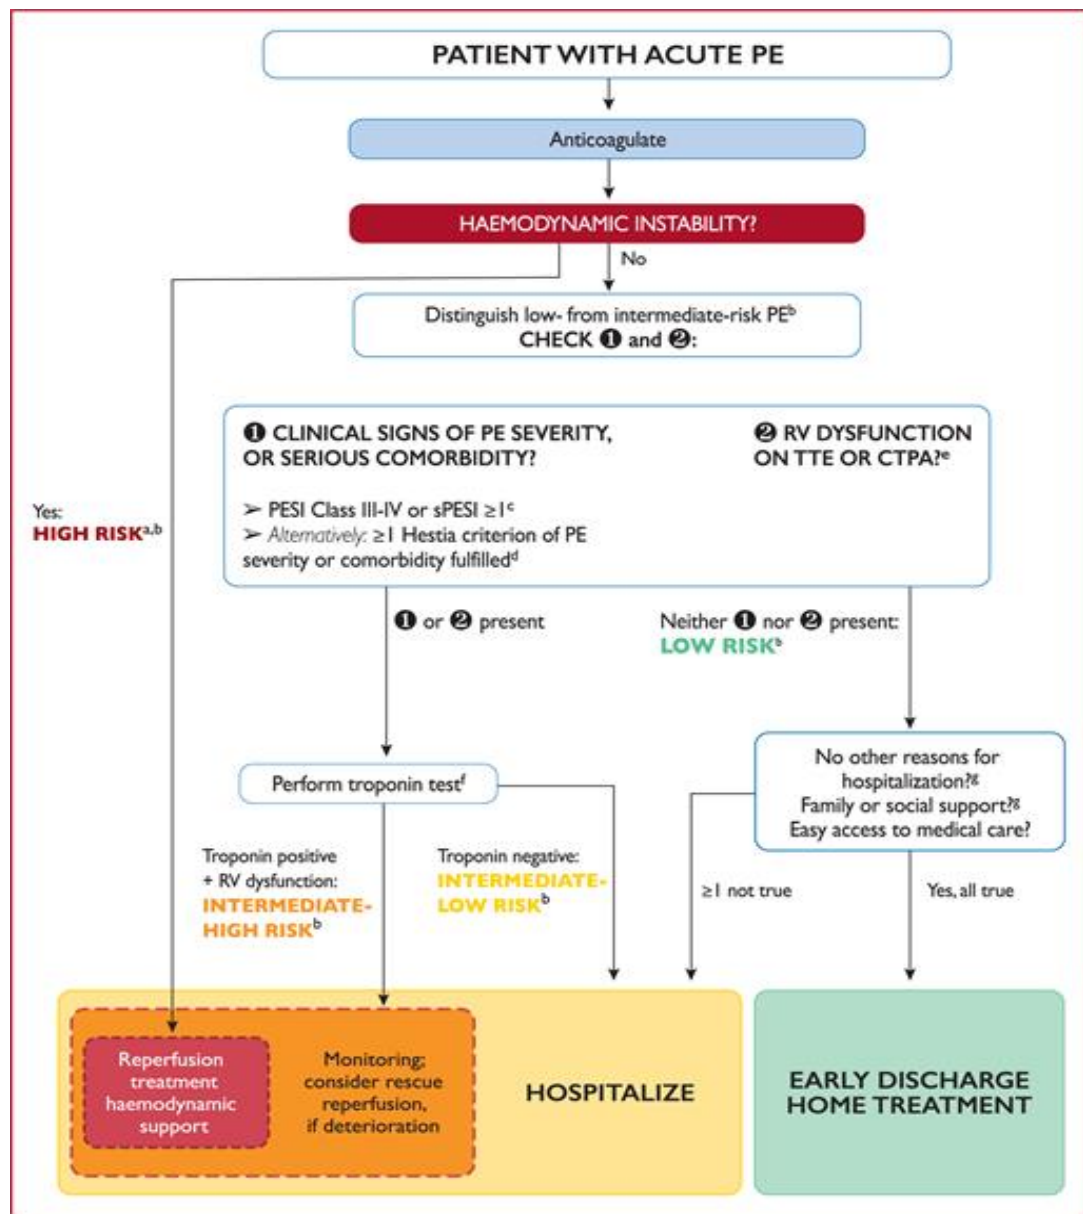 PATIENT WITH ACUTE PE
Anticoagulate
HAEMODYNAMIC INSTABILITY?
No
Distinguish low- from intermediate-risk PEᵇ
CHECK ❶ and ❷:
❶ CLINICAL SIGNS OF PE SEVERITY,
OR SERIOUS COMORBIDITY?
➢ PESI Class III-IV or sPESI ≥1ᶜ
➢ Alternatively: ≥1 Hestia criterion of PE
severity or comorbidity fulfilledᵈ
❷ RV DYSFUNCTION
ON TTE OR CTPA?ᵉ
Yes:
HIGH RISKᵃ,ᵇ
❶ or ❷ present
Neither ❶ nor ❷ present:
LOW RISKᵇ
Perform troponin testᶠ
No other reasons for
hospitalization?ᵍ
Family or social support?ᵍ
Easy access to medical care?
Troponin positive
+ RV dysfunction:
INTERMEDIATE-
HIGH RISKᵇ
Troponin negative:
INTERMEDIATE-
LOW RISKᵇ
≥1 not true
Yes, all true
Reperfusion
treatment
haemodynamic
support
Monitoring;
consider rescue
reperfusion,
if deterioration
HOSPITALIZE
EARLY DISCHARGE
HOME TREATMENT